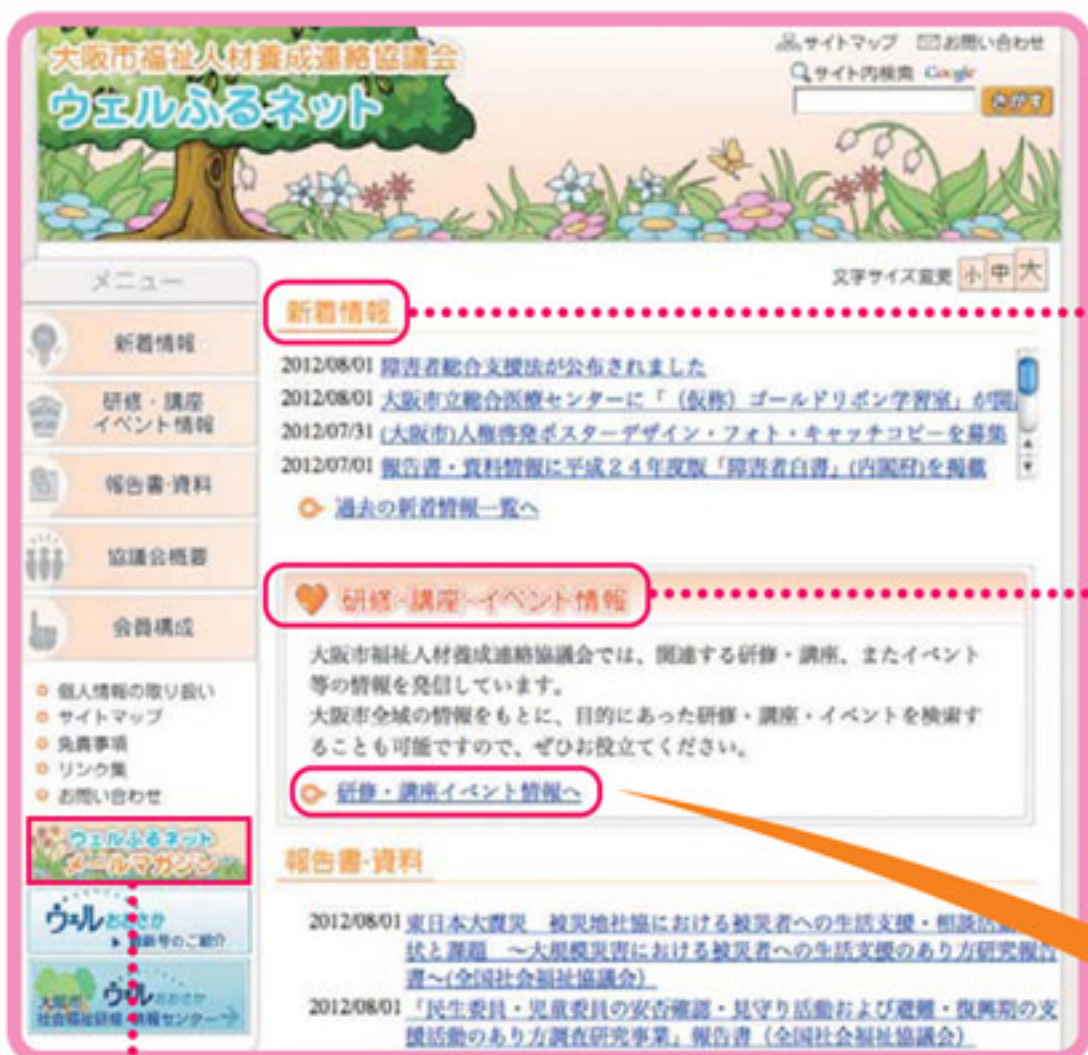 大阪市福祉人材養成連絡協議会
ウェルふるネット
サイトマップ お問い合わせ
サイト内検索 Google
さがす
文字サイズ変更 小 中 大
メニュー
新着情報
研修・講座
イベント情報
報告書・資料
協議会概要
会員構成
個人情報の取り扱い
サイトマップ
免責事項
リンク集
お問い合わせ
ウェルふるネット
メールマガジン
ウェルおおさか
最新号のご紹介
大阪市
社会福祉研修・情報センター
ウェルおおさか
新着情報
2012/08/01 障害者総合支援法が公布されました
2012/08/01 大阪市立総合医療センターに「（仮称）ゴールドリボン学習室」が開
2012/07/31 (大阪市)人権啓発ポスターデザイン・フォト・キャッチコピーを募集
2012/07/01 報告書・資料情報に平成２４年度版「障害者白書」(内閣府)を掲載
過去の新着情報一覧へ
研修・講座・イベント情報
大阪市福祉人材養成連絡協議会では、関連する研修・講座、またイベント
等の情報を発信しています。
大阪市全域の情報をもとに、目的にあった研修・講座・イベントを検索す
ることも可能ですので、ぜひお役立てください。
研修・講座イベント情報へ
報告書・資料
2012/08/01 東日本大震災 被災地社協における被災者への生活支援・相談活
状と課題 ～大規模災害における被災者への生活支援のあり方研究報告
書～(全国社会福祉協議会)
2012/08/01 「民生委員・児童委員の安否確認・見守り活動および避難・復興期の支
援活動のあり方調査研究事業」報告書（全国社会福祉協議会）